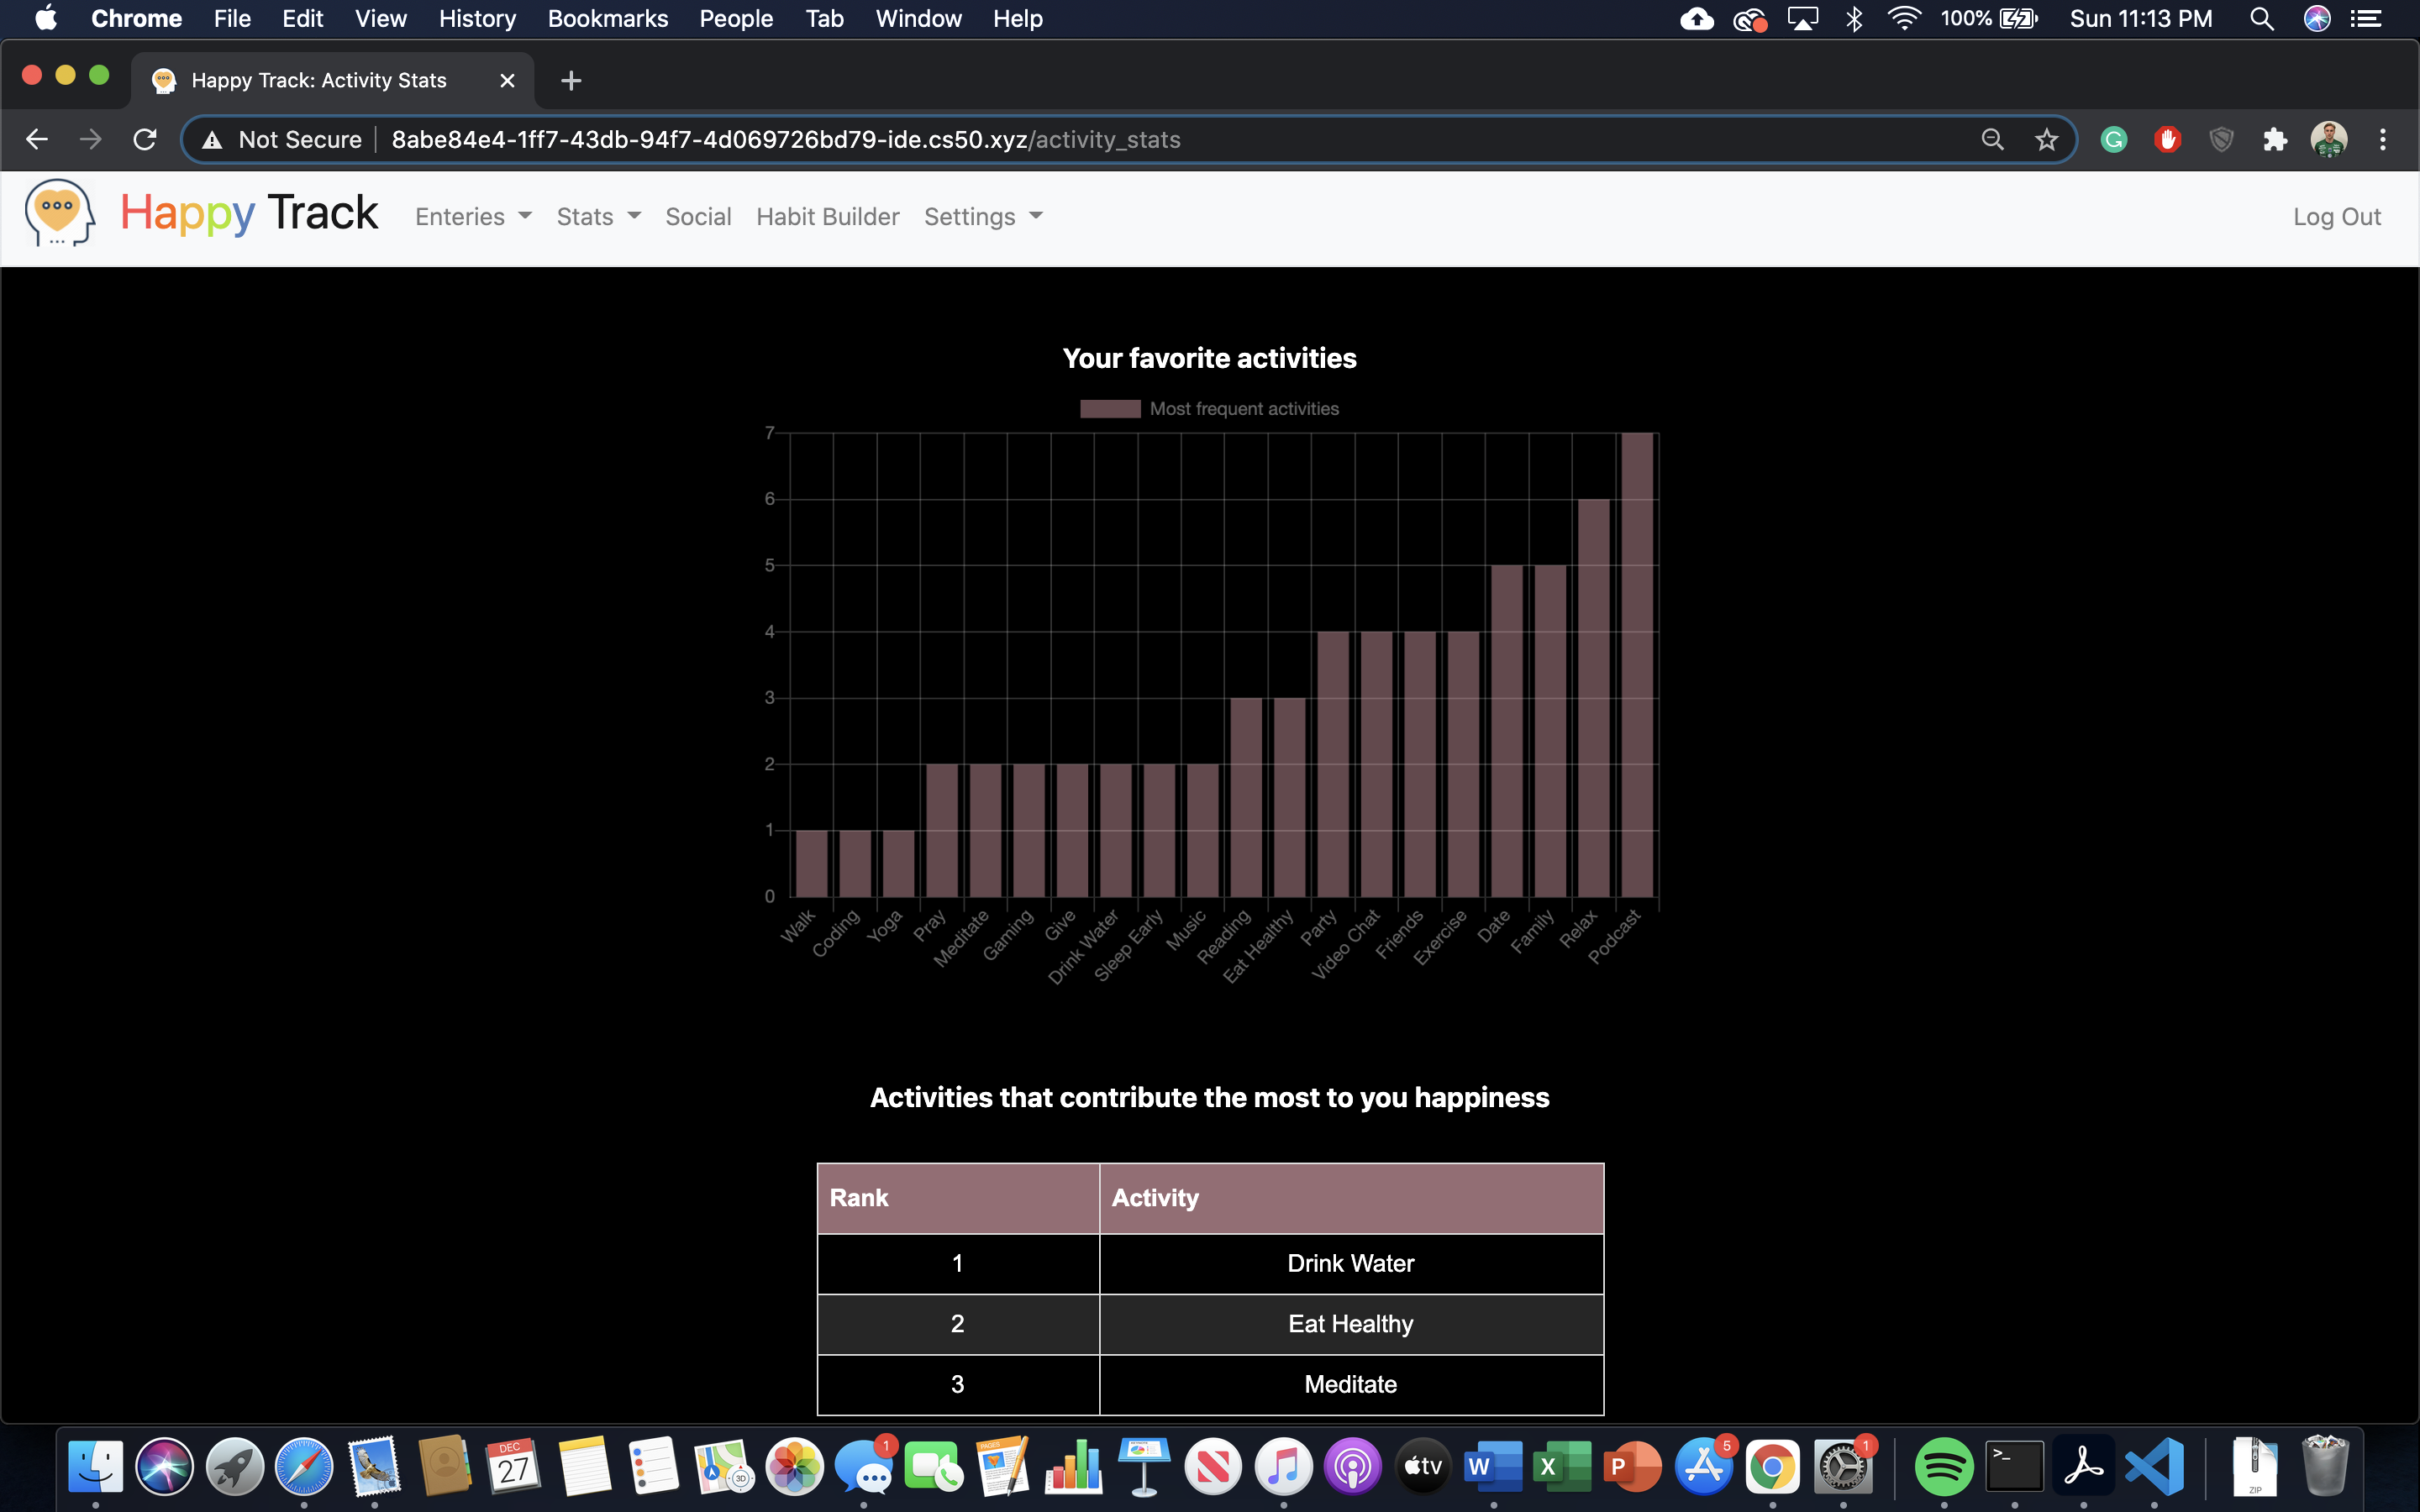 Chrome File Edit View History Bookmarks People Tab Window Help 100% Sun 11:13 PM
Happy Track: Activity Stats
Not Secure 8abe84e4-1ff7-43db-94f7-4d069726bd79-ide.cs50.xyz/activity_stats
Happy Track Enteries Stats Social Habit Builder Settings Log Out
Your favorite activities
Most frequent activities
7
6
5
4
3
2
1
0
Walk Coding Yoga Pray Meditate Gaming Give Drink Water Sleep Early Music Reading Eat Healthy Party Video Chat Friends Exercise Date Family Relax Podcast
Activities that contribute the most to you happiness
Rank Activity
1 Drink Water
2 Eat Healthy
3 Meditate
DEC 27 3D 1 PAGES tv W X P 5 1 >_ ZIP